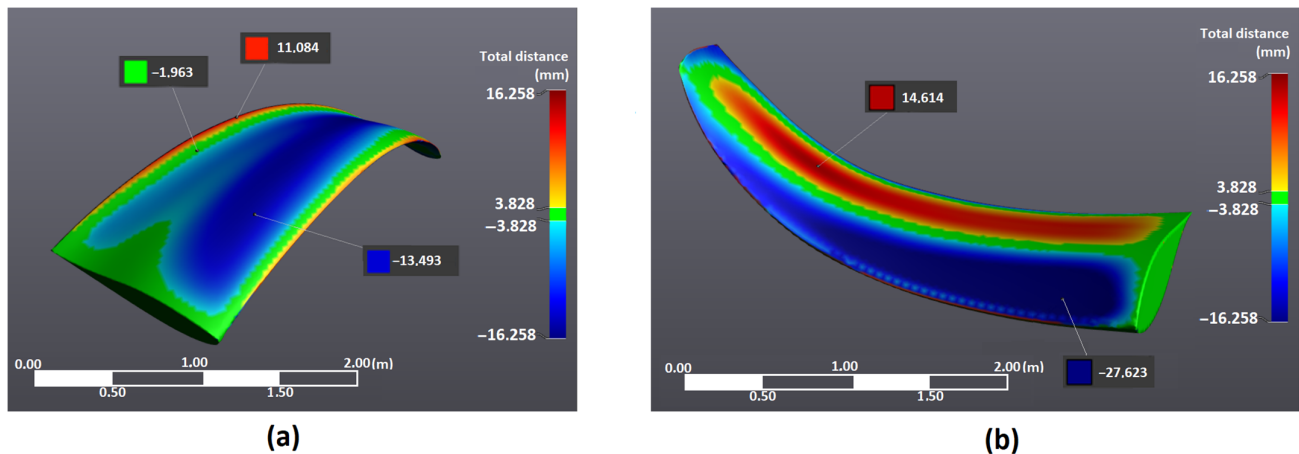 11,084
−1,963
Total distance
(mm)
16.258
3.828
−3.828
−13,493
−16.258
0.00 1.00 2.00 (m)
0.50 1.50
(a)
Total distance
(mm)
16.258
14,614
3.828
−3.828
−16.258
0.00 1.00 2.00 (m)
−27,623
0.50 1.50
(b)